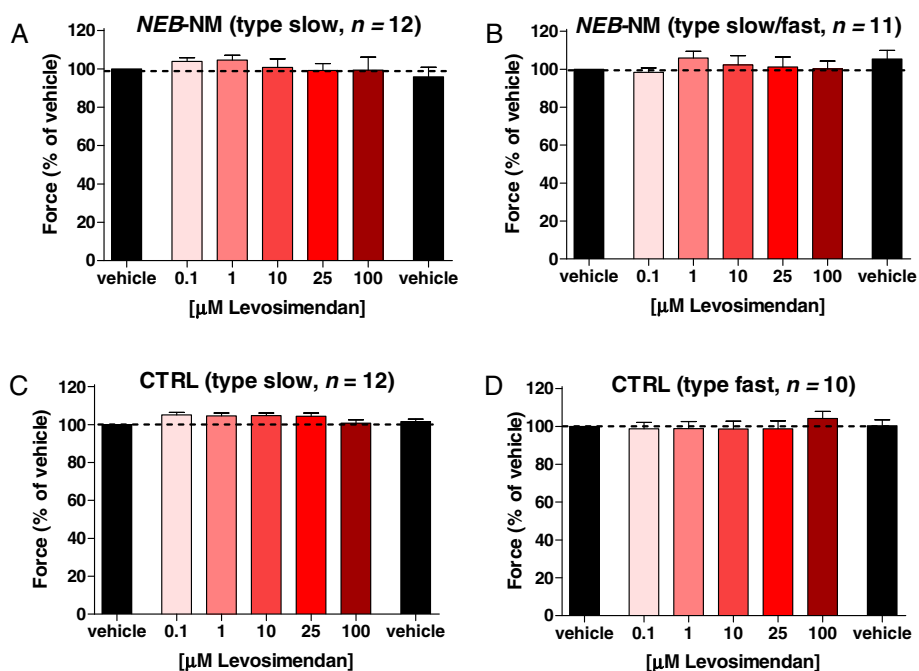 A
NEB-NM (type slow, n = 12)
Force (% of vehicle)
120
100
80
60
40
20
0
vehicle 0.1 1 10 25 100 vehicle
[μM Levosimendan]
B
NEB-NM (type slow/fast, n = 11)
Force (% of vehicle)
120
100
80
60
40
20
0
vehicle 0.1 1 10 25 100 vehicle
[μM Levosimendan]
C
CTRL (type slow, n = 12)
Force (% of vehicle)
120
100
80
60
40
20
0
vehicle 0.1 1 10 25 100 vehicle
[μM Levosimendan]
D
CTRL (type fast, n = 10)
Force (% of vehicle)
120
100
80
60
40
20
0
vehicle 0.1 1 10 25 100 vehicle
[μM Levosimendan]